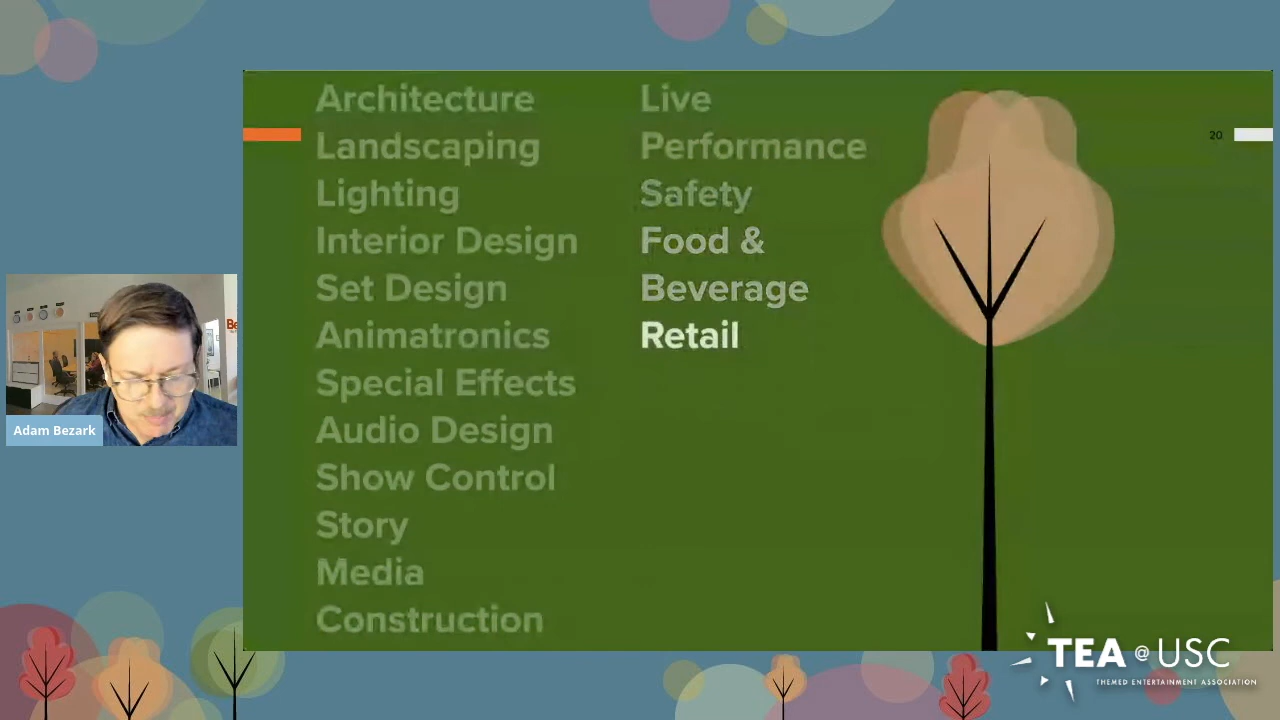 Architecture
Landscaping
Lighting
Interior Design
Set Design
Animatronics
Special Effects
Audio Design
Show Control
Story
Media
Construction
Live
Performance
Safety
Food &
Beverage
Retail
20
Be
Adam Bezark
TEA @ USC
THEMED ENTERTAINMENT ASSOCIATION